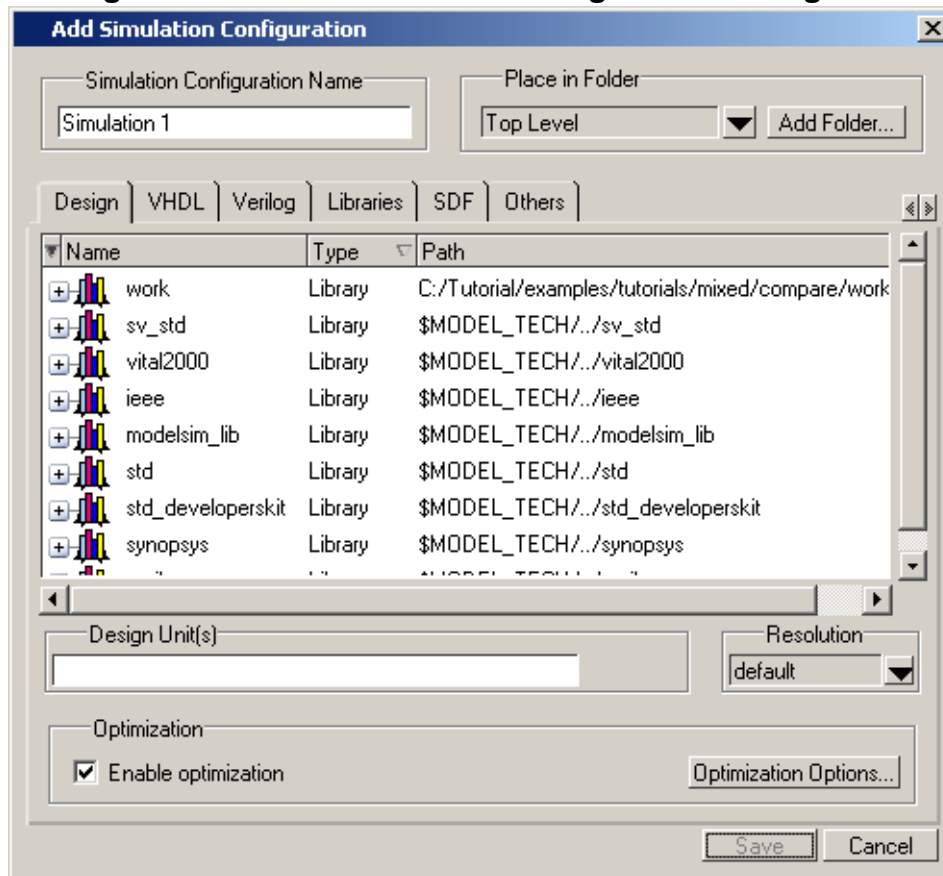 Add Simulation Configuration
Simulation Configuration Name
Place in Folder
Simulation 1
Top Level
Add Folder...
Design VHDL Verilog Libraries SDF Others
Name Type Path
work Library C:/Tutorial/examples/tutorials/mixed/compare/work
sv_std Library $MODEL_TECH/../sv_std
vital2000 Library $MODEL_TECH/../vital2000
ieee Library $MODEL_TECH/../ieee
modelsim_lib Library $MODEL_TECH/../modelsim_lib
std Library $MODEL_TECH/../std
std_developerskit Library $MODEL_TECH/../std_developerskit
synopsys Library $MODEL_TECH/../synopsys
Design Unit(s)
Resolution
default
Optimization
Enable optimization
Optimization Options...
Save Cancel